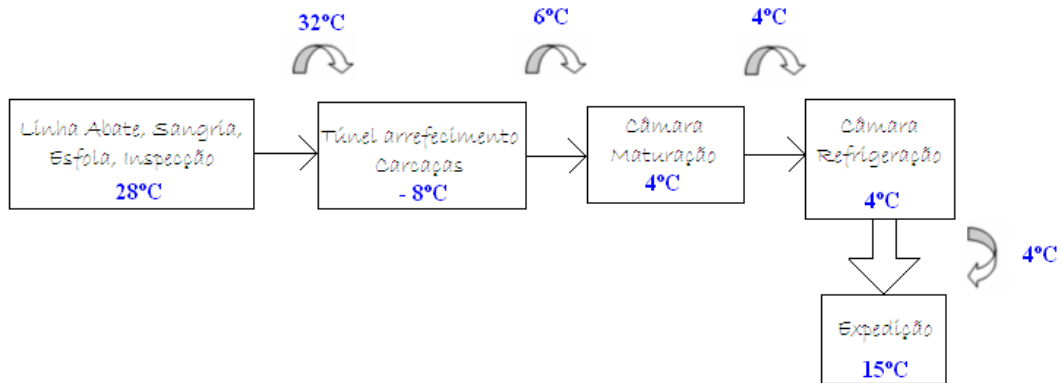 32ºC
6ºC
4ºC
Linha Abate, Sangria,
Esfola, Inspecção
28ºC
Túnel arrefecimento
Carcaças
- 8ºC
Câmara
Maturação
4ºC
Câmara
Refrigeração
4ºC
4ºC
Expedição
15ºC